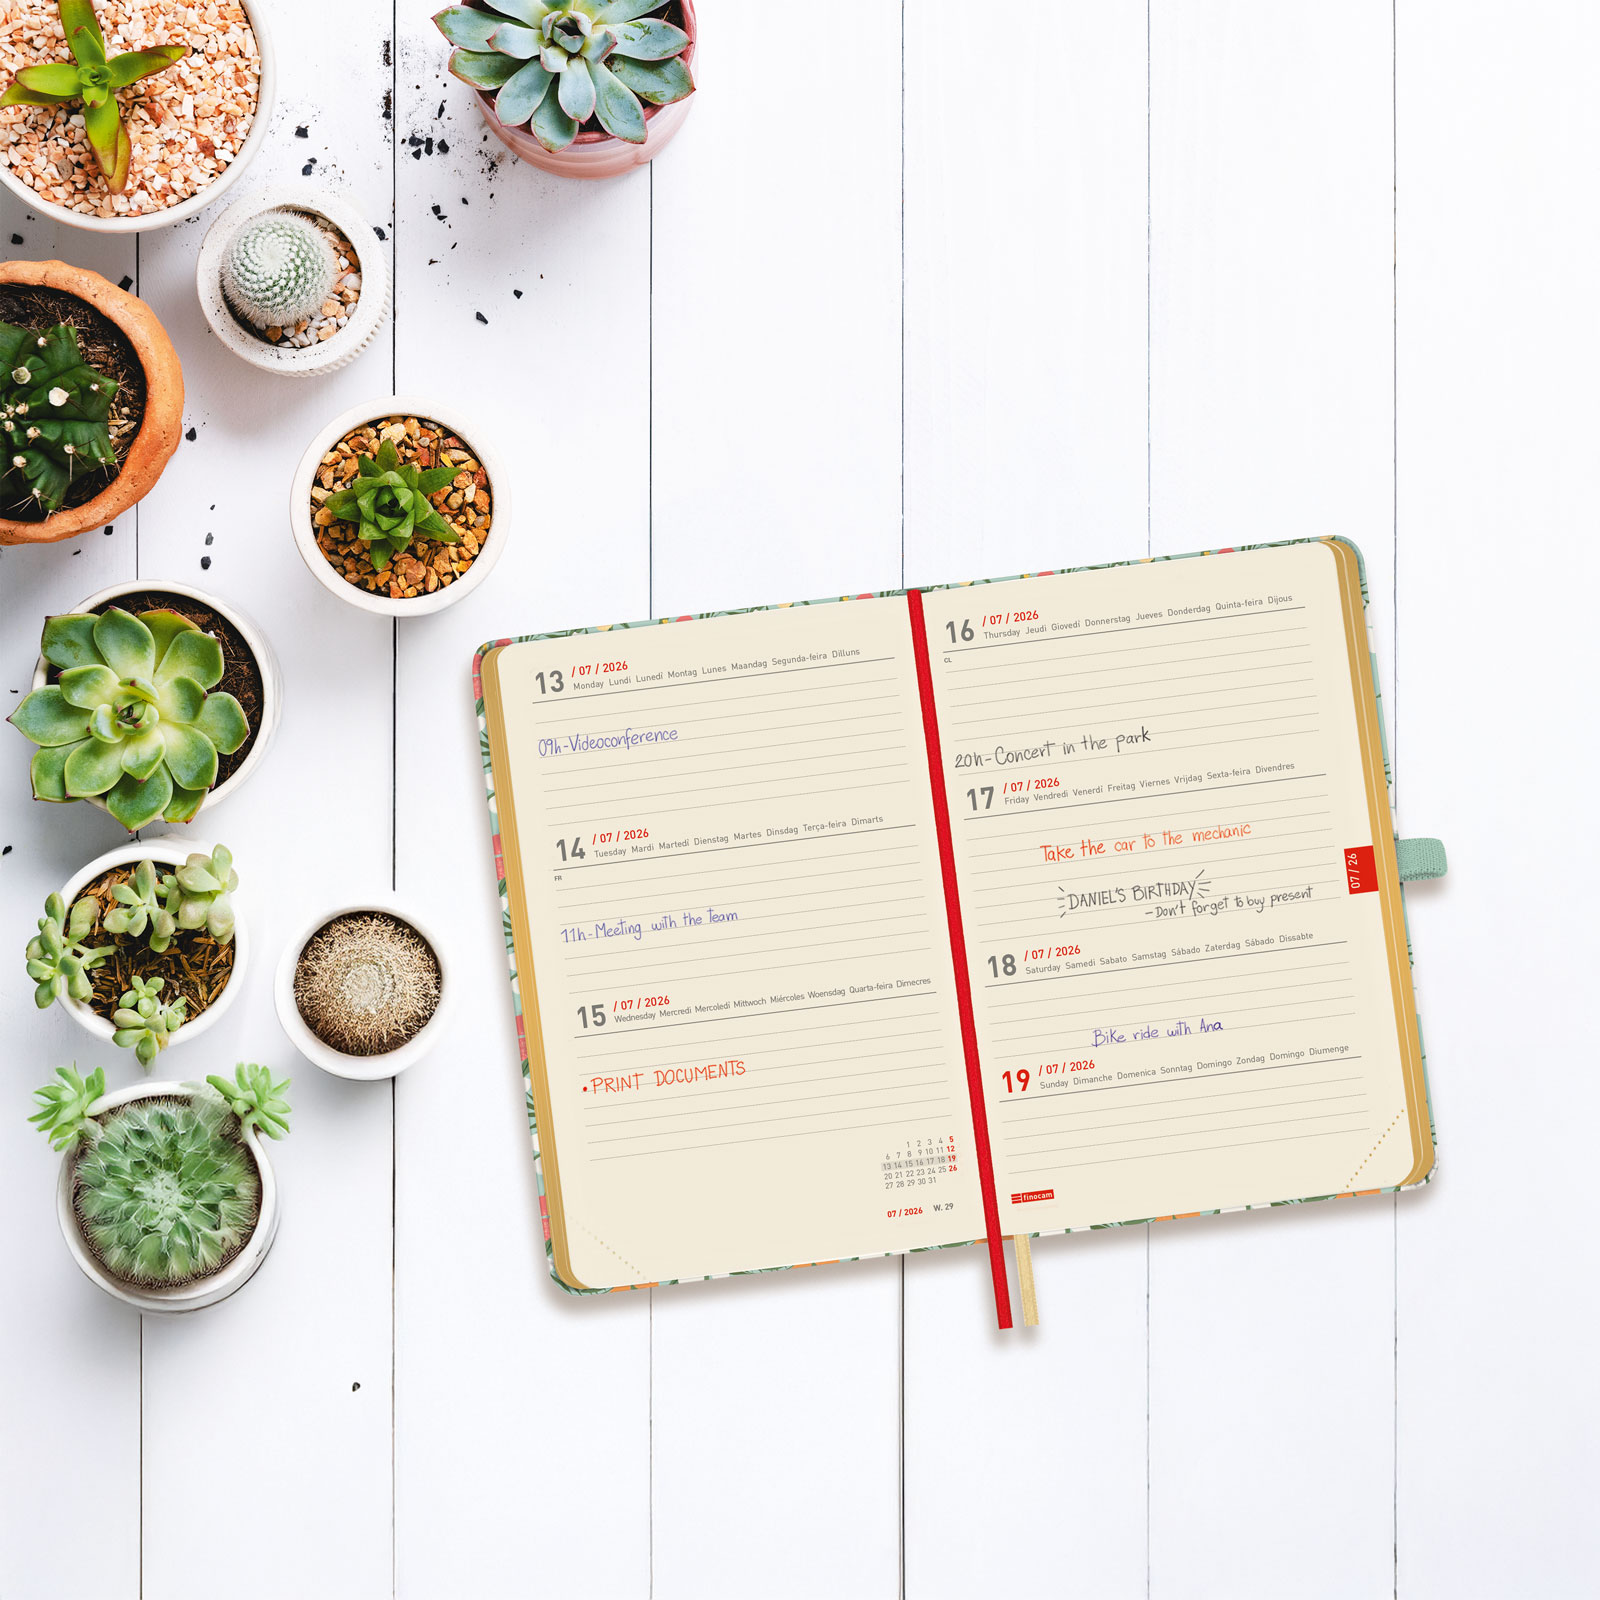 13 / 07 / 2026
Monday Lundi Lunedí Montag Lunes Maandag Segunda-feira Dilluns
09h-Videoconference
14 / 07 / 2026
Tuesday Mardi Martedí Dienstag Martes Dinsdag Terça-feira Dimarts
FR
11h-Meeting with the team
15 / 07 / 2026
Wednesday Mercredi Mercoledí Mittwoch Miércoles Woensdag Quarta-feira Dimecres
• PRINT DOCUMENTS
1 2 3 4 5
6 7 8 9 10 11 12
13 14 15 16 17 18 19
20 21 22 23 24 25 26
27 28 29 30 31
07 / 2026 W. 29
16 / 07 / 2026
Thursday Jeudi Giovedí Donnerstag Jueves Donderdag Quinta-feira Dijous
CL
20h-Concert in the park
17 / 07 / 2026
Friday Vendredi Venerdí Freitag Viernes Vrijdag Sexta-feira Divendres
Take the car to the mechanic
DANIEL'S BIRTHDAY
-Don't forget to buy present
07 / 26
18 / 07 / 2026
Saturday Samedi Sabato Samstag Sábado Zaterdag Sábado Dissabte
Bike ride with Ana
19 / 07 / 2026
Sunday Dimanche Domenica Sonntag Domingo Zondag Domingo Diumenge
finocam